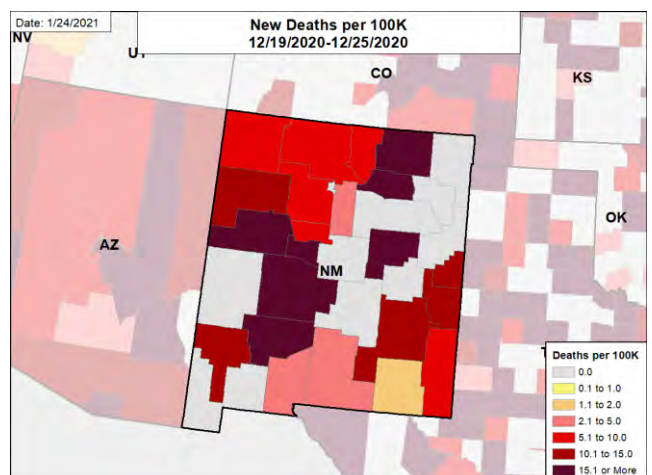 Date: 1/24/2021
New Deaths per 100K
12/19/2020-12/25/2020
NV
UT
CO
KS
AZ
NM
OK
Deaths per 100K
0.0
0.1 to 1.0
1.1 to 2.0
2.1 to 5.0
5.1 to 10.0
10.1 to 15.0
15.1 or More